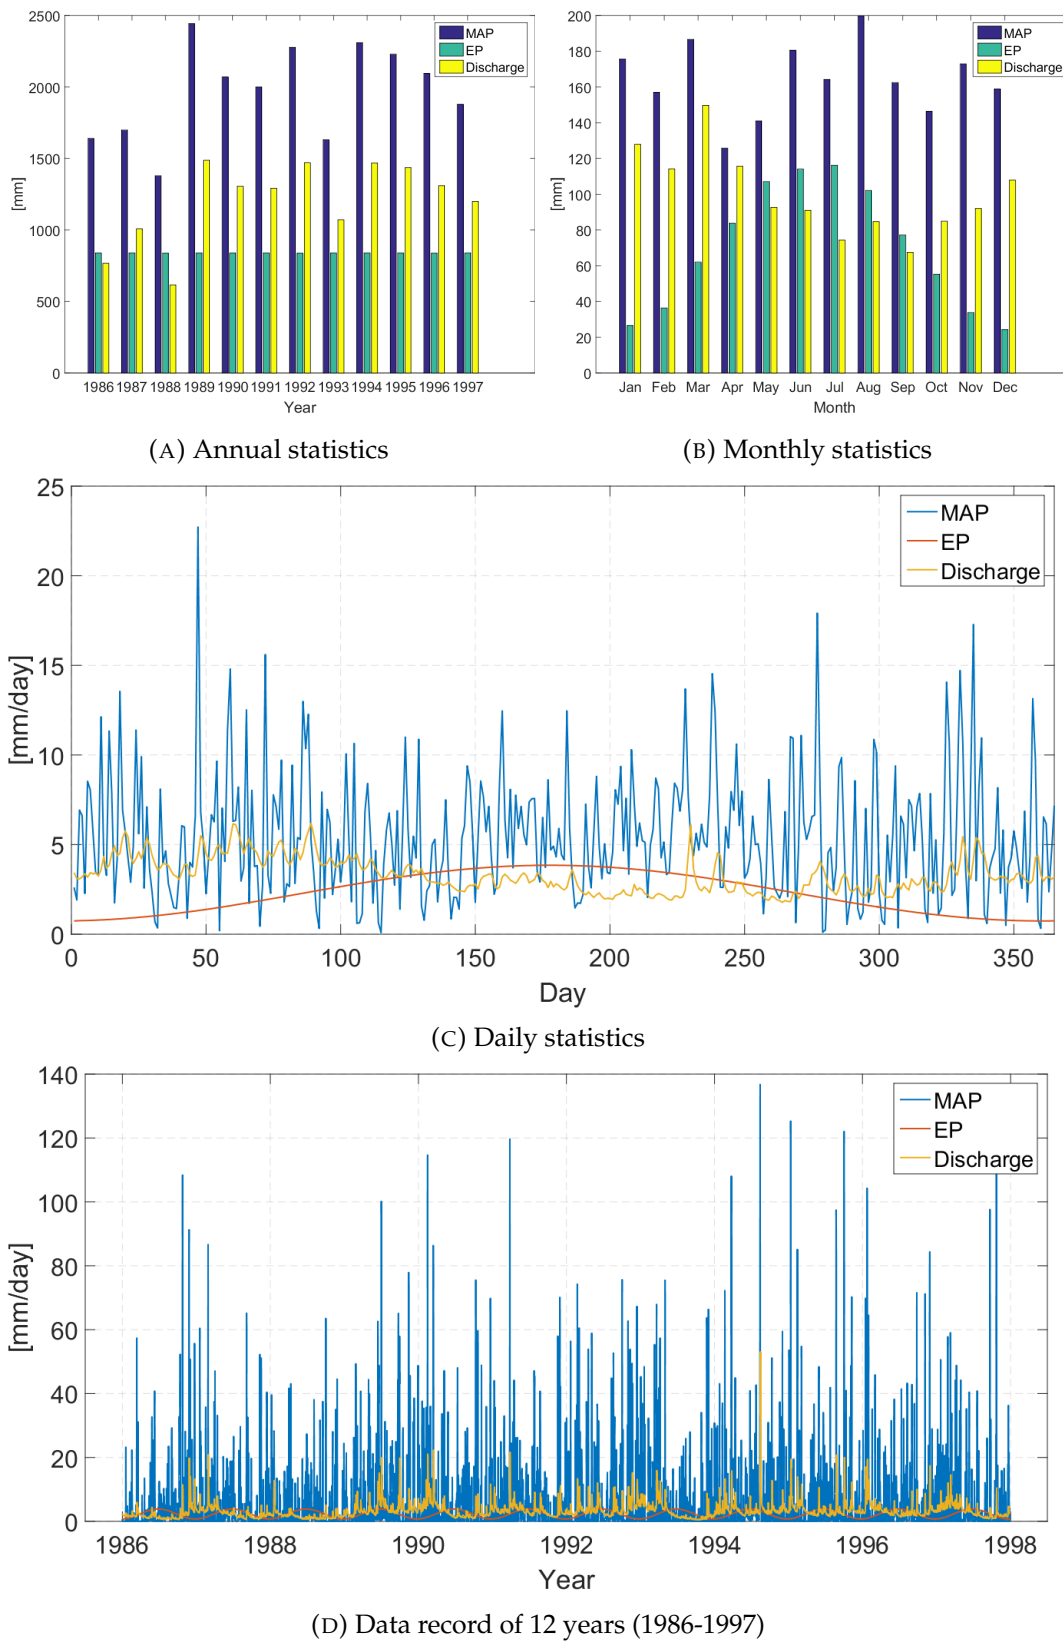 2500
2000
1500
1000
500
0
[mm]
MAP
EP
Discharge
1986 1987 1988 1989 1990 1991 1992 1993 1994 1995 1996 1997
Year
(A) Annual statistics
200
180
160
140
120
100
80
60
40
20
0
[mm]
MAP
EP
Discharge
Jan Feb Mar Apr May Jun Jul Aug Sep Oct Nov Dec
Month
(B) Monthly statistics
25
20
15
10
5
0
[mm/day]
MAP
EP
Discharge
0 50 100 150 200 250 300 350
Day
(C) Daily statistics
140
120
100
80
60
40
20
0
[mm/day]
MAP
EP
Discharge
1986 1988 1990 1992 1994 1996 1998
Year
(D) Data record of 12 years (1986-1997)